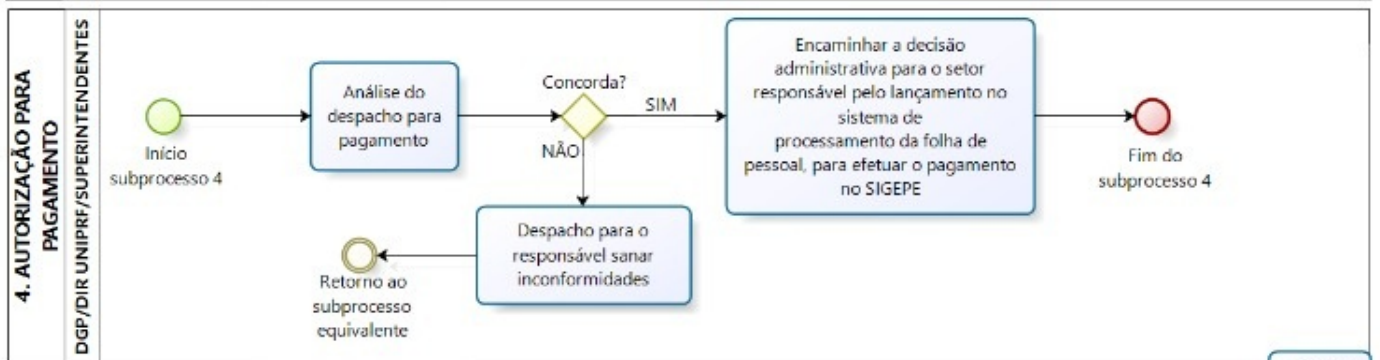 4. AUTORIZAÇÃO PARA
PAGAMENTO
DGP/DIR UNIPRF/SUPERINTENDENTES
Início
subprocesso 4
Análise do
despacho para
pagamento
Concorda?
SIM
NÃO
Encaminhar a decisão
administrativa para o setor
responsável pelo lançamento no
sistema de
processamento da folha de
pessoal, para efetuar o pagamento
no SIGEPE
Fim do
subprocesso 4
Despacho para o
responsável sanar
inconformidades
Retorno ao
subprocesso
equivalente